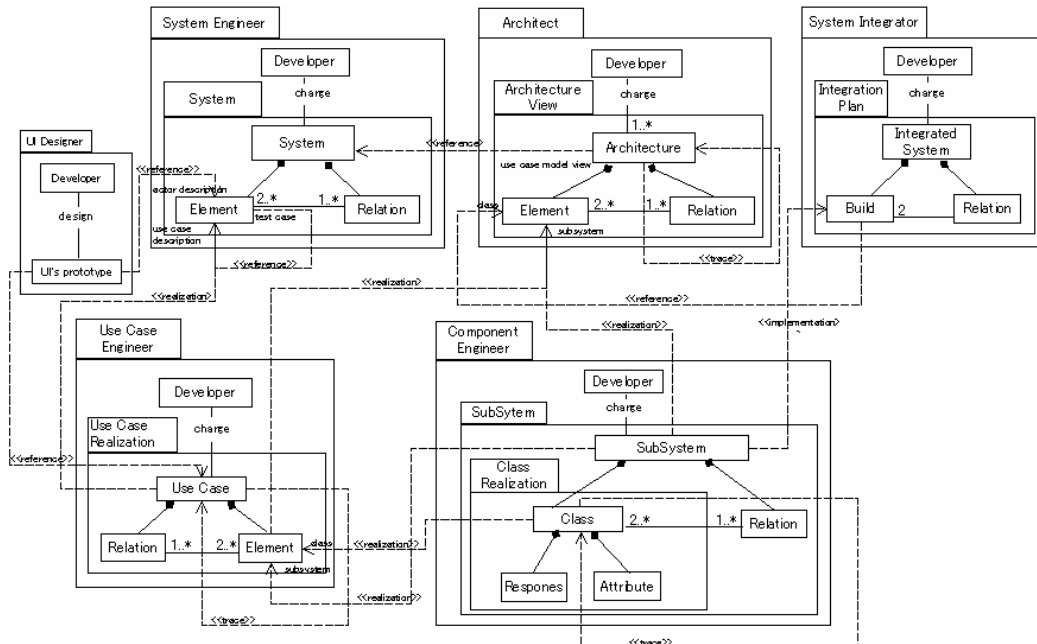 System Engineer
Developer
charge
System
System
actor description
Element
2..*
1..*
Relation
test case
use case
description
Architect
Developer
charge
Architecture
View
1..*
Architecture
use case model view
class
Element
2..*
1..*
Relation
subsystem
System Integrator
Developer
charge
Integration
Plan
Integrated
System
Build
2
Relation
UI Designer
Developer
design
UI's prototype
<<reference>>
<<reference>>
<<reference>>
<<trace>>
<<realization>>
<<realization>>
<<reference>>
<<realization>>
<<implementation>>
Use Case
Engineer
Developer
charge
Use Case
Realization
<<reference>>
Use Case
Relation
1..*
2..*
Element
class
subsystem
<<trace>>
<<realization>>
<<realization>>
Component
Engineer
Developer
charge
SubSytem
SubSystem
Class
Realization
Class
2..*
1..*
Relation
Respones
Attribute
<<trace>>